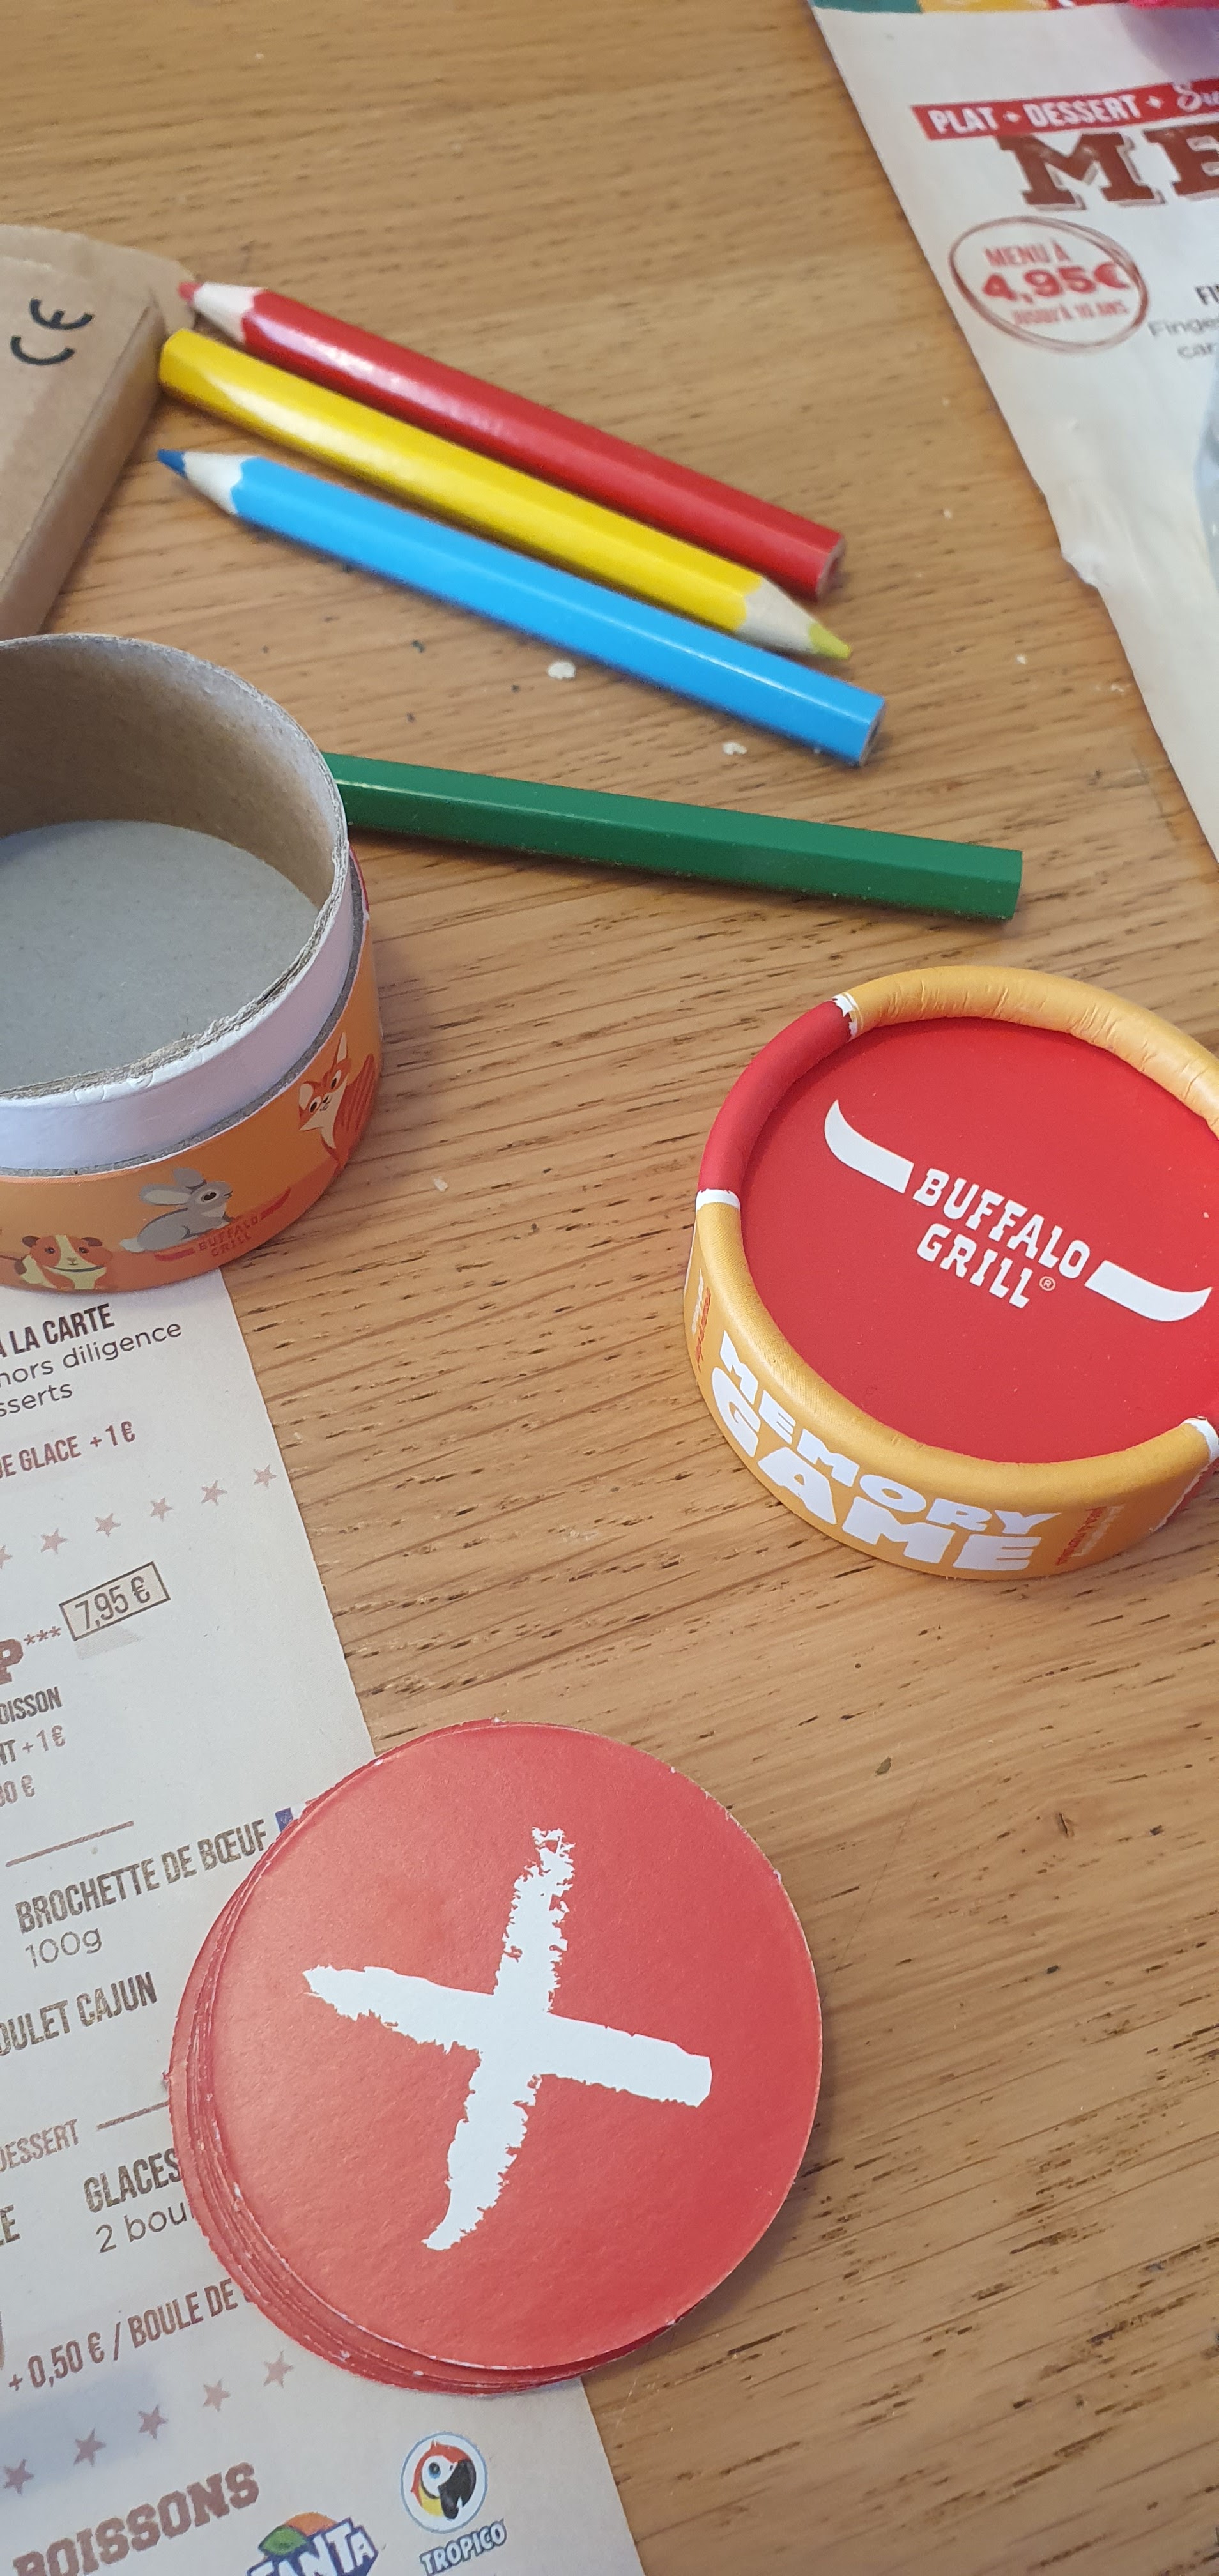 PLAT + DESSERT +
ME
MENU À
4,95€
JUSQU'À 10 ANS
CE
BUFFALO
GRILL®
MEMORY
GAME
BUFFALO
GRILL
À LA CARTE
hors diligence
sserts
DE GLACE +1€
7,95 €
P***
OISSON
NT +1€
BROCHETTE DE BŒUF
100g
OULET CAJUN
DESSERT
GLACES
2 bou
+ 0,50 € / BOULE DE
BOISSONS
FANTA
TROPICO